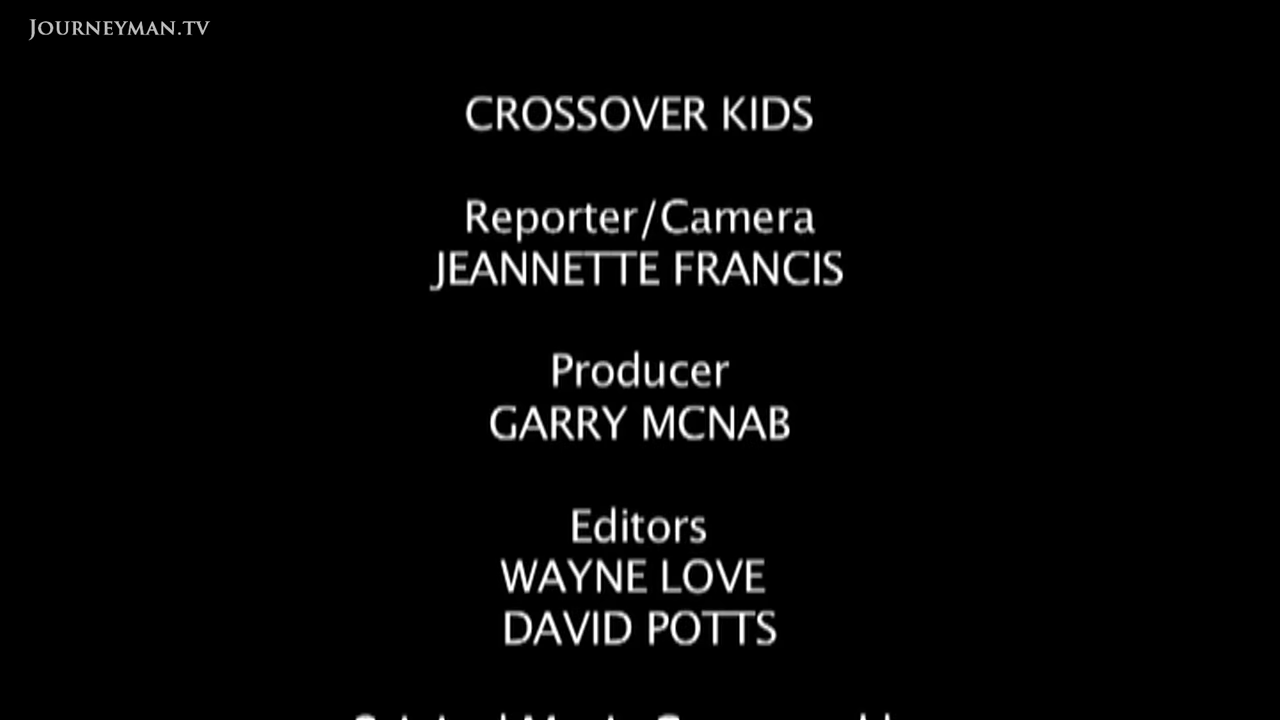 JOURNEYMAN.TV
CROSSOVER KIDS
Reporter/Camera
JEANNETTE FRANCIS
Producer
GARRY MCNAB
Editors
WAYNE LOVE
DAVID POTTS